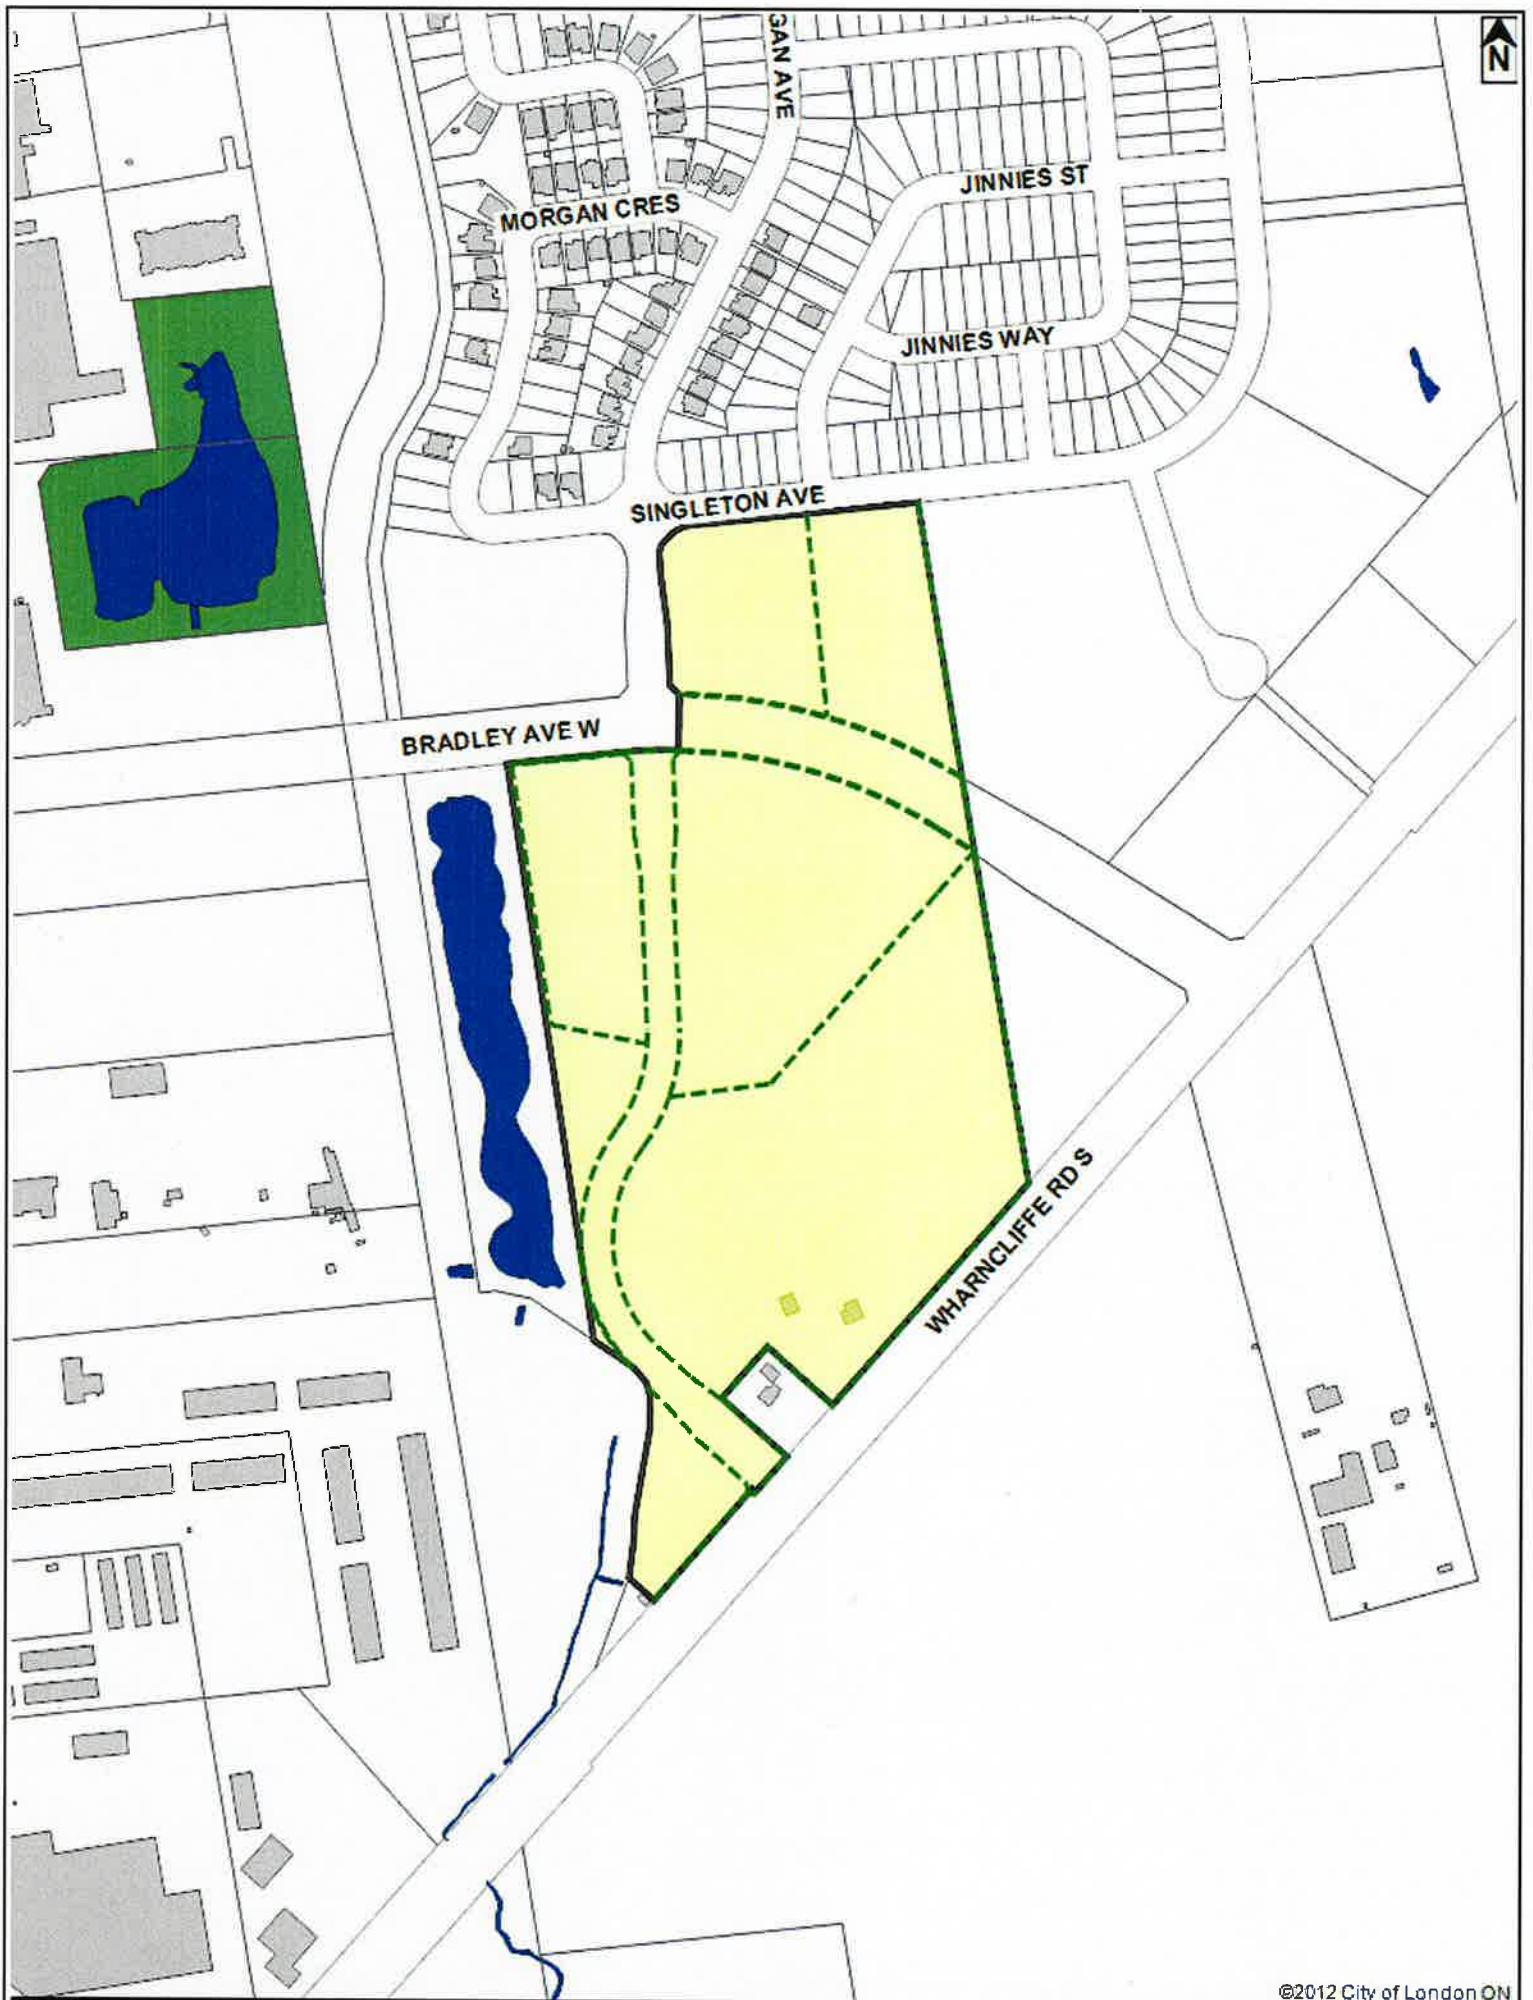 N
GAN AVE
JINNIES ST
MORGAN CRES
JINNIES WAY
SINGLETON AVE
BRADLEY AVE W
WHARNCLIFFE RD S
©2012 City of London ON